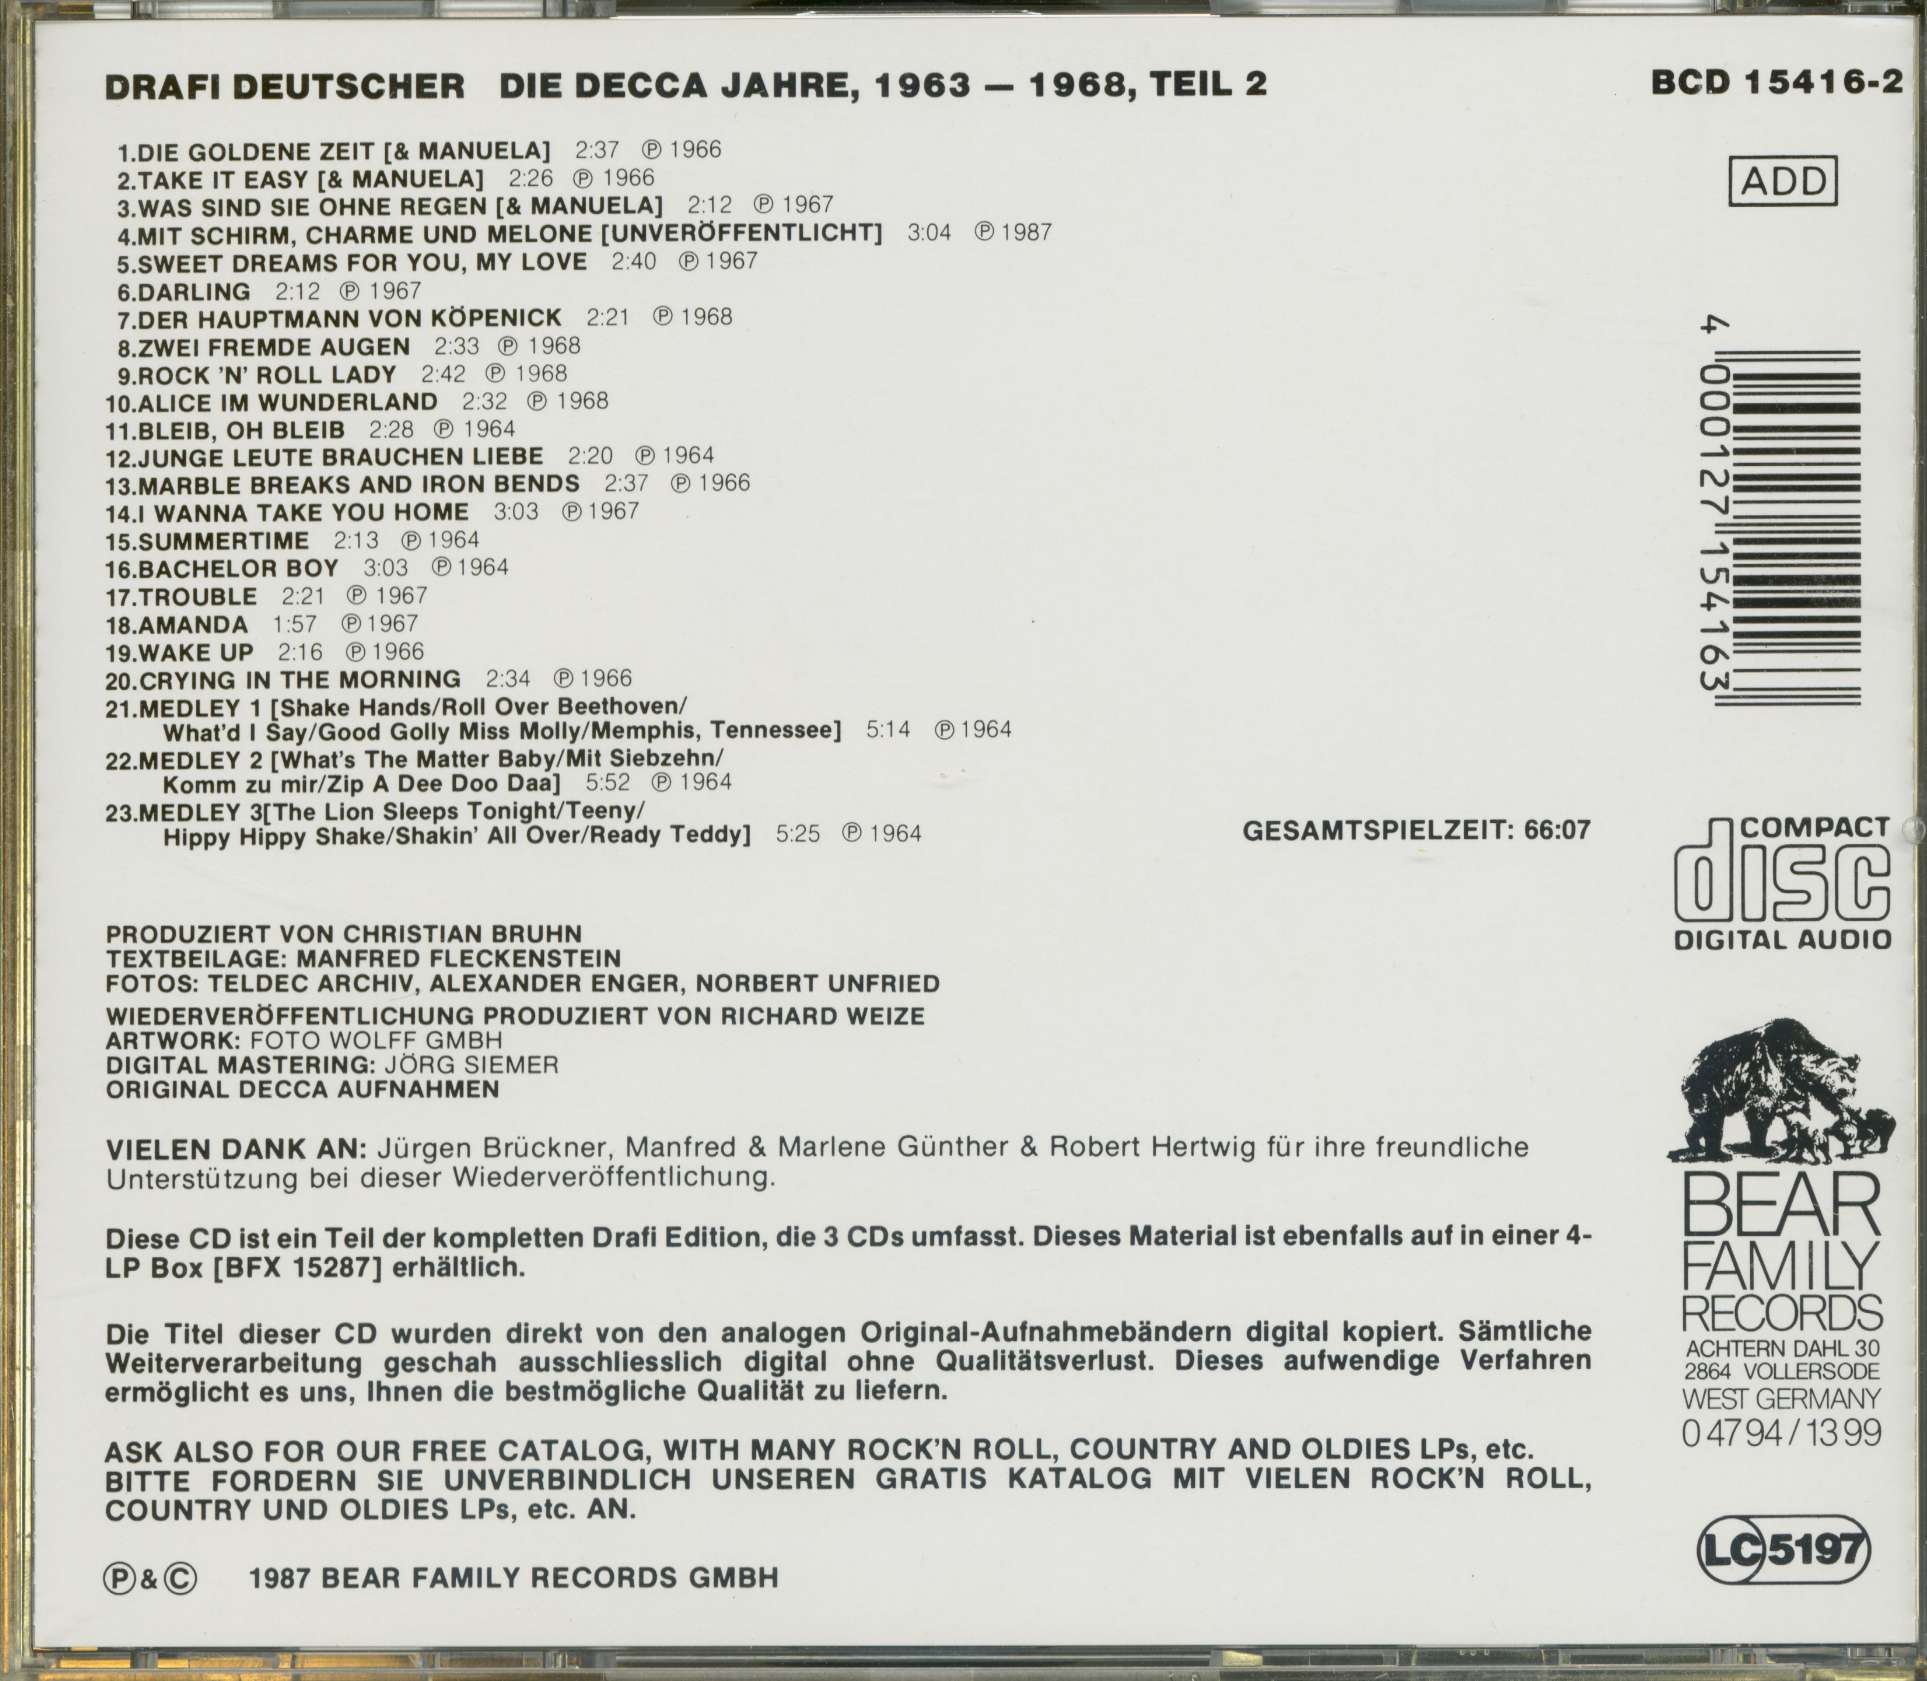 DRAFI DEUTSCHER DIE DECCA JAHRE, 1963 — 1968, TEIL 2
BCD 15416-2
1.DIE GOLDENE ZEIT [& MANUELA] 2:37 ℗ 1966
2.TAKE IT EASY [& MANUELA] 2:26 ℗ 1966
3.WAS SIND SIE OHNE REGEN [& MANUELA] 2:12 ℗ 1967
4.MIT SCHIRM, CHARME UND MELONE [UNVERÖFFENTLICHT] 3:04 ℗ 1987
5.SWEET DREAMS FOR YOU, MY LOVE 2:40 ℗ 1967
6.DARLING 2:12 ℗ 1967
7.DER HAUPTMANN VON KÖPENICK 2:21 ℗ 1968
8.ZWEI FREMDE AUGEN 2:33 ℗ 1968
9.ROCK 'N' ROLL LADY 2:42 ℗ 1968
10.ALICE IM WUNDERLAND 2:32 ℗ 1968
11.BLEIB, OH BLEIB 2:28 ℗ 1964
12.JUNGE LEUTE BRAUCHEN LIEBE 2:20 ℗ 1964
13.MARBLE BREAKS AND IRON BENDS 2:37 ℗ 1966
14.I WANNA TAKE YOU HOME 3:03 ℗ 1967
15.SUMMERTIME 2:13 ℗ 1964
16.BACHELOR BOY 3:03 ℗ 1964
17.TROUBLE 2:21 ℗ 1967
18.AMANDA 1:57 ℗ 1967
19.WAKE UP 2:16 ℗ 1966
20.CRYING IN THE MORNING 2:34 ℗ 1966
21.MEDLEY 1 [Shake Hands/Roll Over Beethoven/
What'd I Say/Good Golly Miss Molly/Memphis, Tennessee] 5:14 ℗ 1964
22.MEDLEY 2 [What's The Matter Baby/Mit Siebzehn/
Komm zu mir/Zip A Dee Doo Daa] 5:52 ℗ 1964
23.MEDLEY 3[The Lion Sleeps Tonight/Teeny/
Hippy Hippy Shake/Shakin' All Over/Ready Teddy] 5:25 ℗ 1964
GESAMTSPIELZEIT: 66:07
PRODUZIERT VON CHRISTIAN BRUHN
TEXTBEILAGE: MANFRED FLECKENSTEIN
FOTOS: TELDEC ARCHIV, ALEXANDER ENGER, NORBERT UNFRIED
WIEDERVERÖFFENTLICHUNG PRODUZIERT VON RICHARD WEIZE
ARTWORK: FOTO WOLFF GMBH
DIGITAL MASTERING: JÖRG SIEMER
ORIGINAL DECCA AUFNAHMEN
VIELEN DANK AN: Jürgen Brückner, Manfred & Marlene Günther & Robert Hertwig für ihre freundliche
Unterstützung bei dieser Wiederveröffentlichung.
Diese CD ist ein Teil der kompletten Drafi Edition, die 3 CDs umfasst. Dieses Material ist ebenfalls auf in einer 4-
LP Box [BFX 15287] erhältlich.
Die Titel dieser CD wurden direkt von den analogen Original-Aufnahmebändern digital kopiert. Sämtliche
Weiterverarbeitung geschah ausschliesslich digital ohne Qualitätsverlust. Dieses aufwendige Verfahren
ermöglicht es uns, Ihnen die bestmögliche Qualität zu liefern.
ASK ALSO FOR OUR FREE CATALOG, WITH MANY ROCK'N ROLL, COUNTRY AND OLDIES LPs, etc.
BITTE FORDERN SIE UNVERBINDLICH UNSEREN GRATIS KATALOG MIT VIELEN ROCK'N ROLL,
COUNTRY UND OLDIES LPs, etc. AN.
℗ & © 1987 BEAR FAMILY RECORDS GMBH
ADD
4 000127 154163
COMPACT
disc
DIGITAL AUDIO
BEAR
FAMILY
RECORDS
ACHTERN DAHL 30
2864 VOLLERSODE
WEST GERMANY
0 47 94 / 13 99
LC 5197